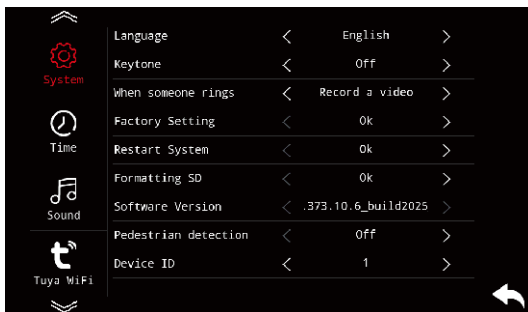 Language English
Keytone Off
System
When someone rings Record a video
Factory Setting Ok
Time
Restart System Ok
Formatting SD Ok
Sound
Software Version .373.10.6_build2025
Pedestrian detection Off
Device ID 1
Tuya WiFi